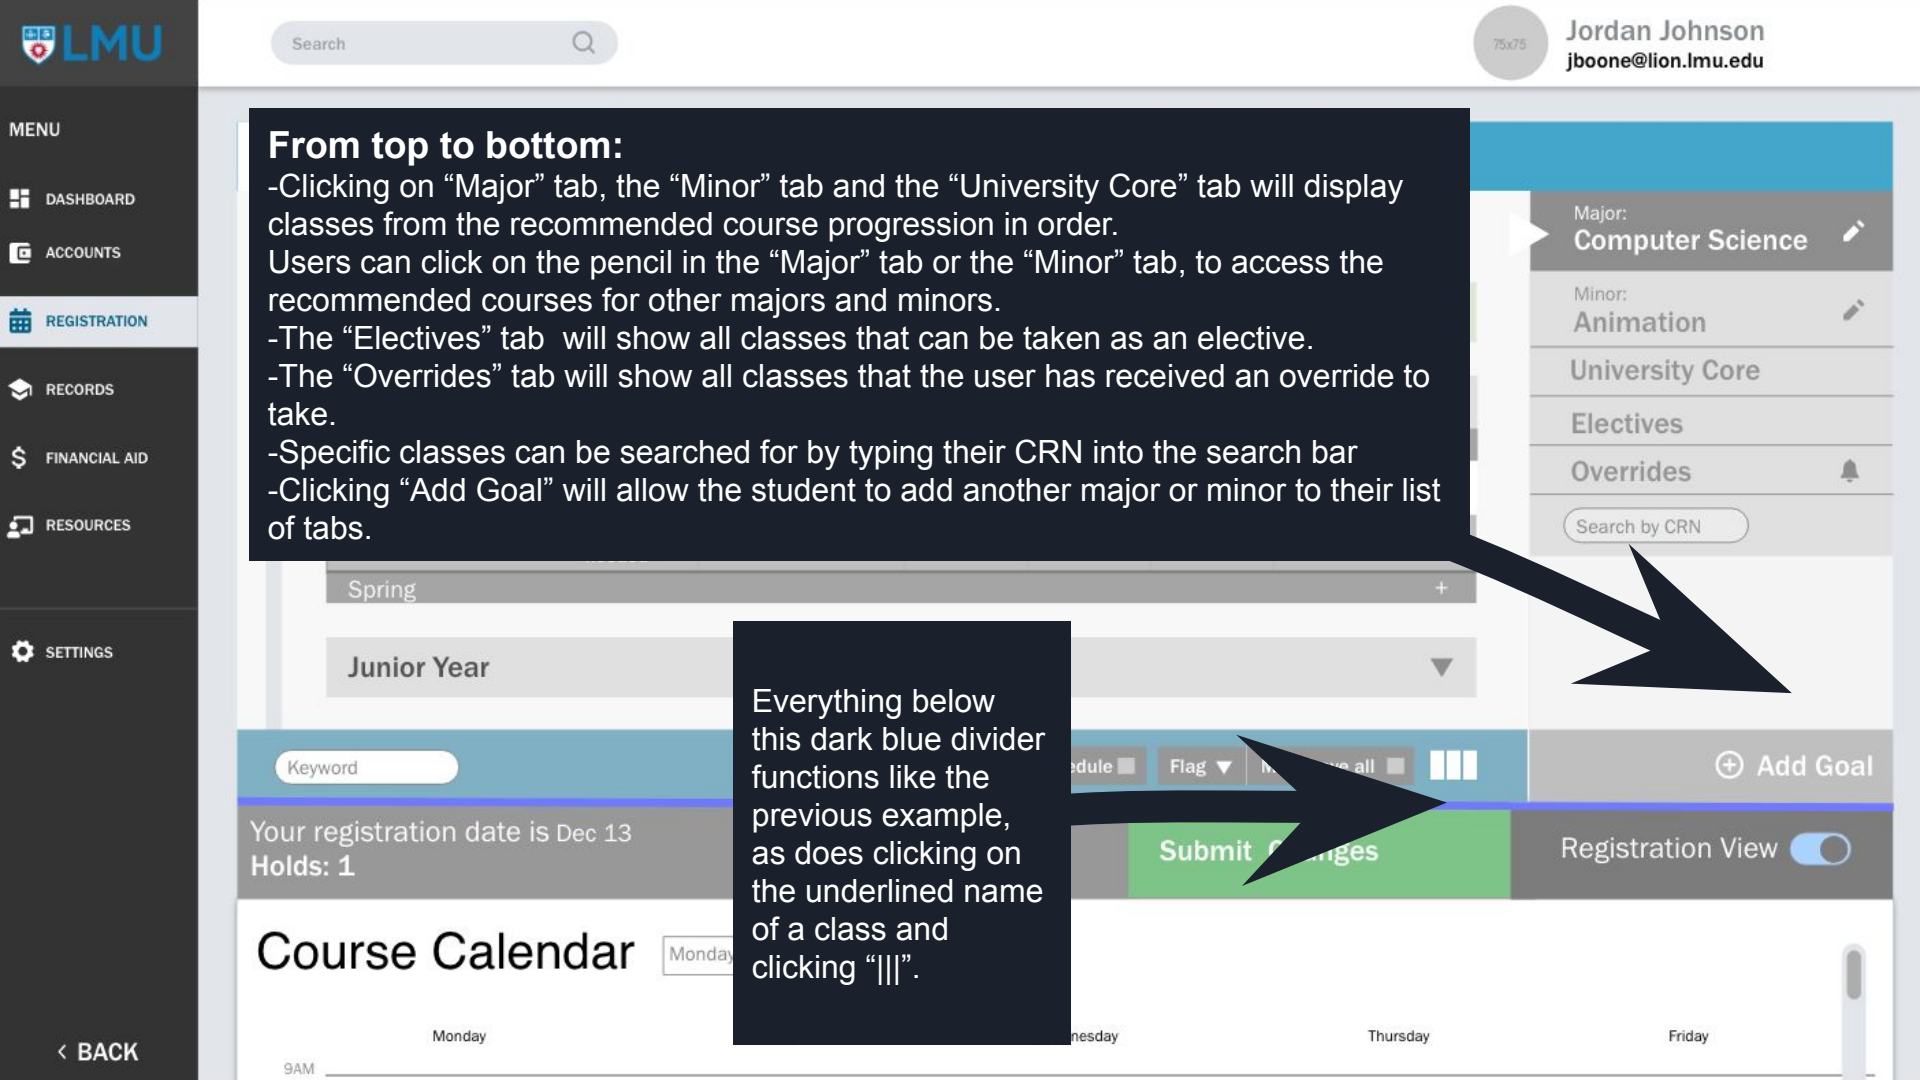 LMU
Search
75x75
Jordan Johnson
jboone@lion.lmu.edu
MENU
DASHBOARD
ACCOUNTS
REGISTRATION
RECORDS
FINANCIAL AID
RESOURCES
SETTINGS
< BACK
From top to bottom:
-Clicking on “Major” tab, the “Minor” tab and the “University Core” tab will display
classes from the recommended course progression in order.
Users can click on the pencil in the “Major” tab or the “Minor” tab, to access the
recommended courses for other majors and minors.
-The “Electives” tab  will show all classes that can be taken as an elective.
-The “Overrides” tab will show all classes that the user has received an override to
take.
-Specific classes can be searched for by typing their CRN into the search bar
-Clicking “Add Goal” will allow the student to add another major or minor to their list
of tabs.
Major:
Computer Science
Minor:
Animation
University Core
Electives
Overrides
Search by CRN
Spring +
Junior Year
Everything below
this dark blue divider
functions like the
previous example,
as does clicking on
the underlined name
of a class and
clicking “|||”.
Keyword
Flag
all
Add Goal
Your registration date is Dec 13
Holds: 1
Submit
Registration View
Course Calendar
Monday
Monday
Thursday
Friday
9AM